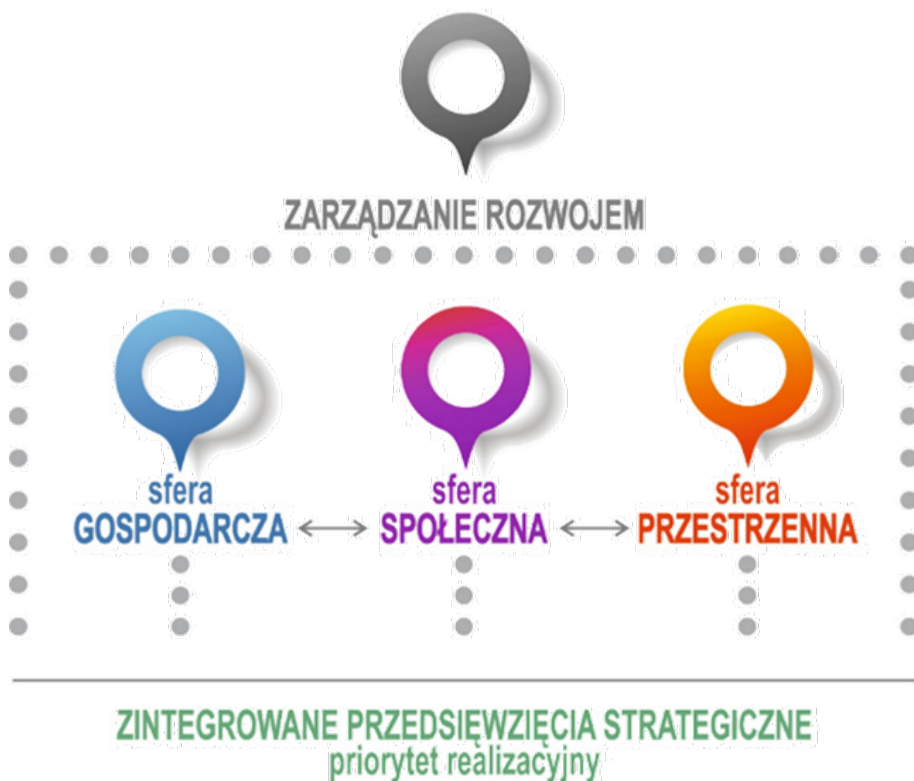 ZARZĄDZANIE ROZWOJEM
sfera
GOSPODARCZA
sfera
SPOŁECZNA
sfera
PRZESTRZENNA
ZINTEGROWANE PRZEDSIĘWZIĘCIA STRATEGICZNE
priorytet realizacyjny